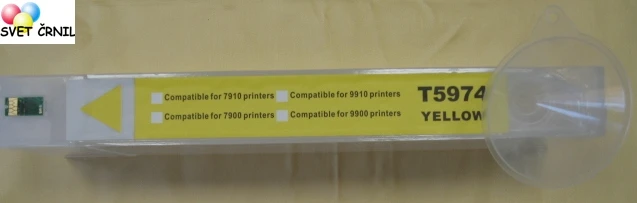 SVET ČRNIL
Compatible for 7910 printers
Compatible for 9910 printers
Compatible for 7900 printers
Compatible for 9900 printers
T5974
YELLOW